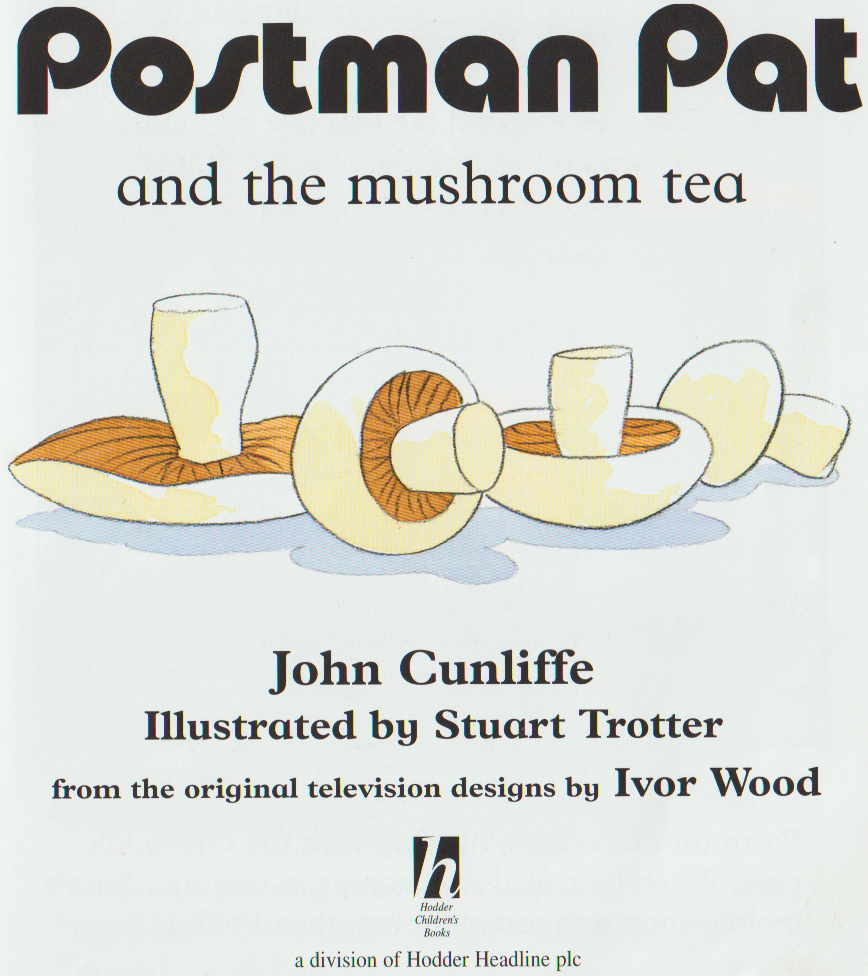 Postman Pat
and the mushroom tea
John Cunliffe
Illustrated by Stuart Trotter
from the original television designs by Ivor Wood
h
Hodder
Children's
Books
a division of Hodder Headline plc